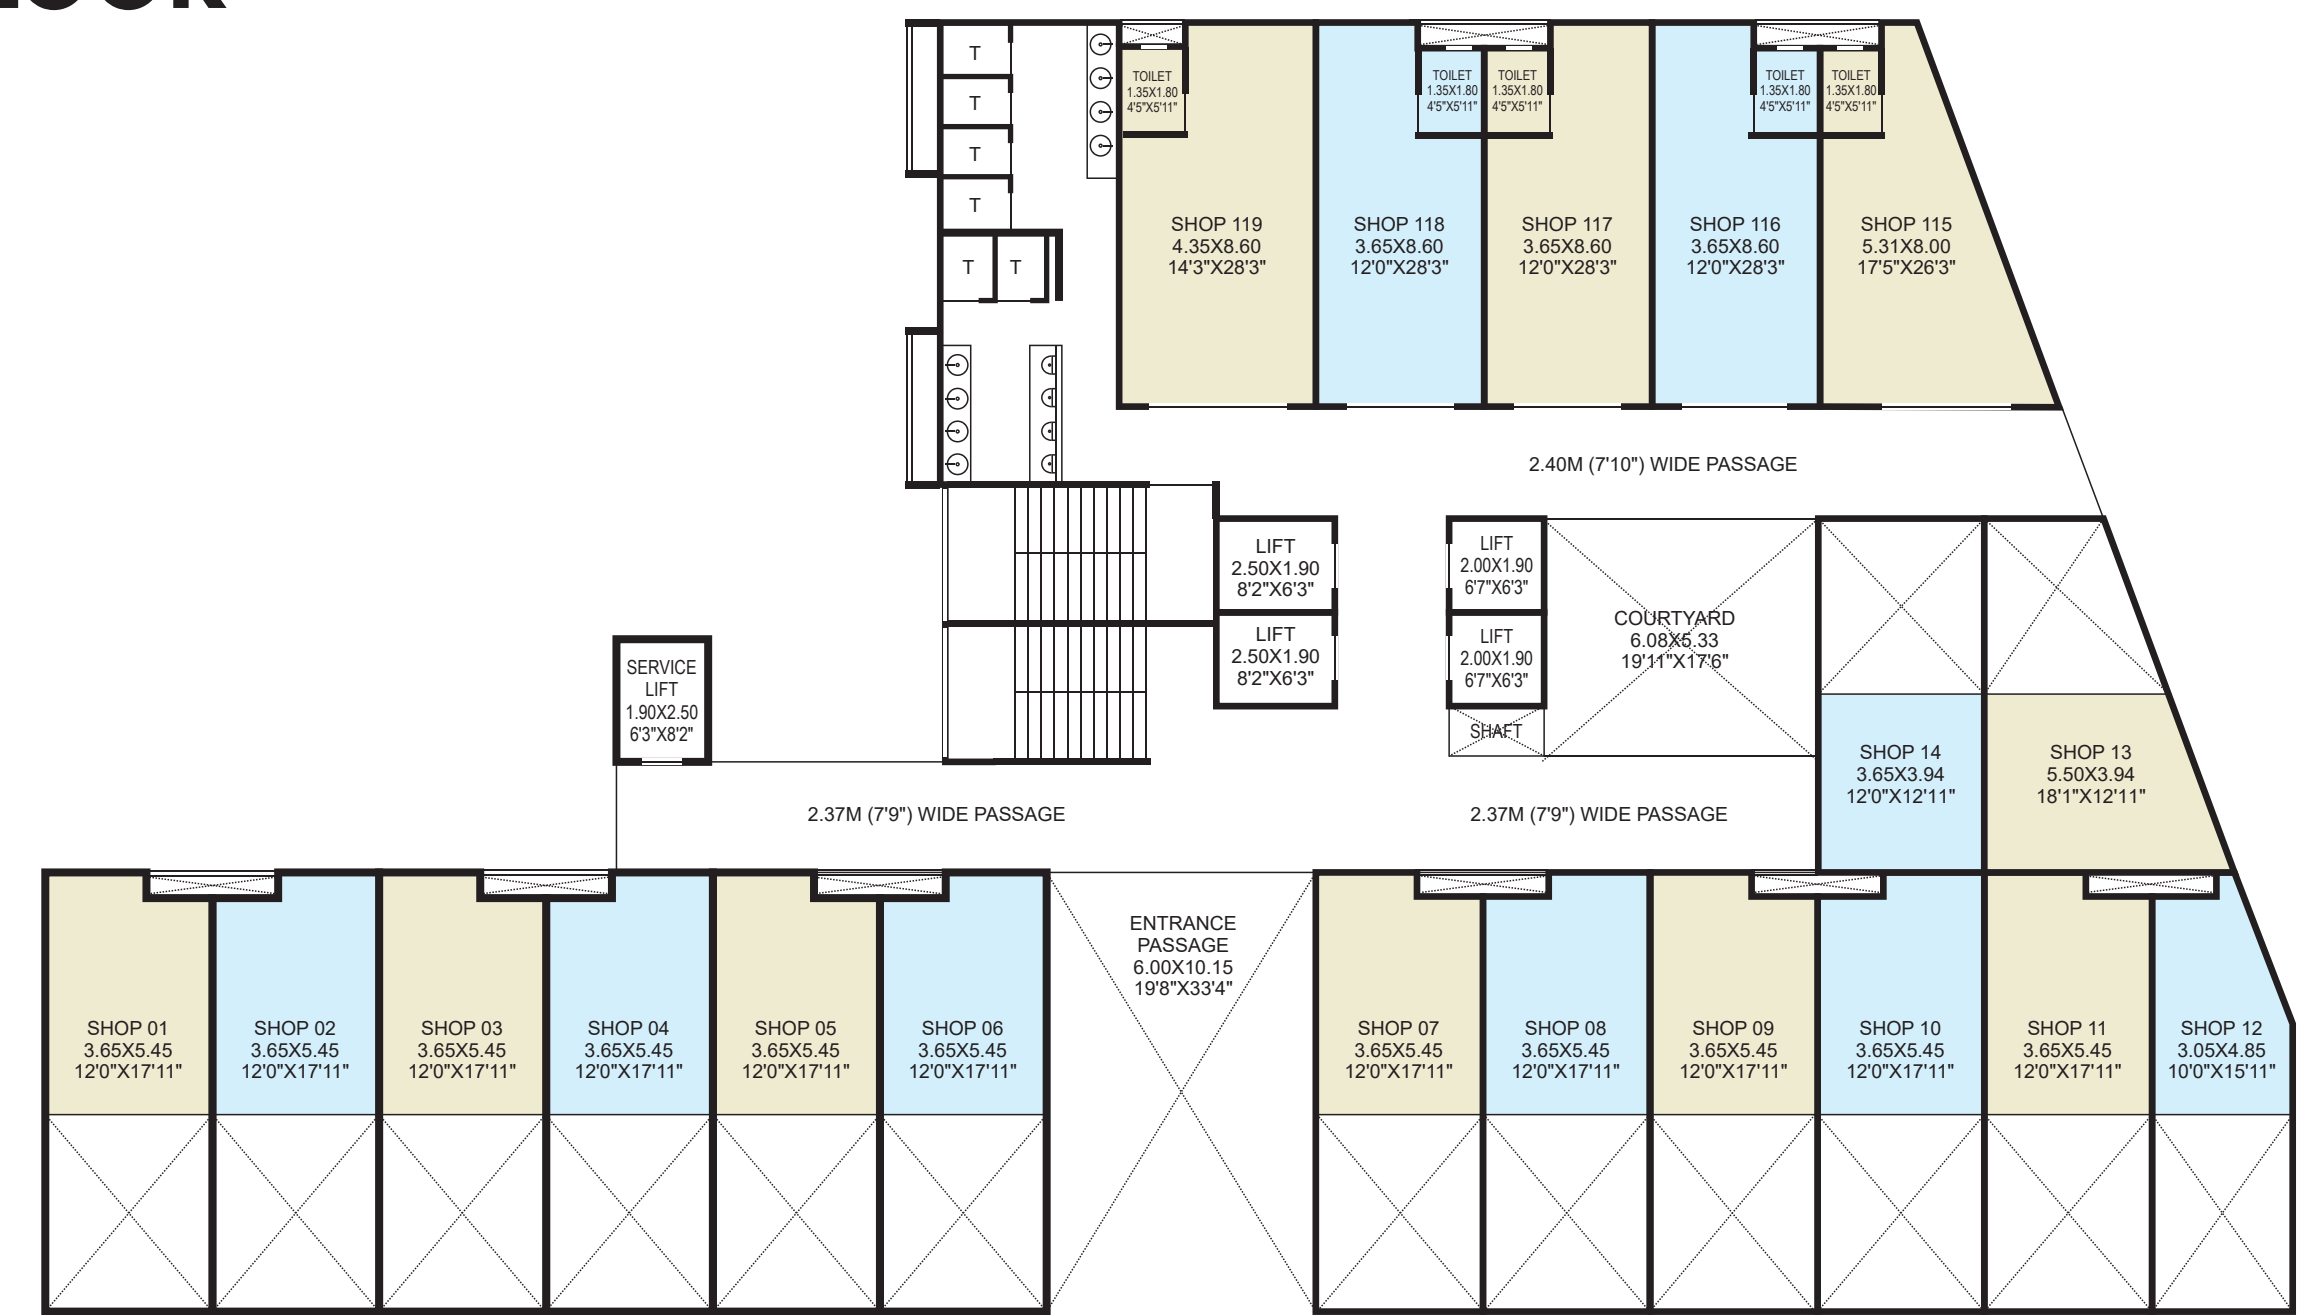 T
T
T
T
T
T
TOILET
1.35X1.80
4'5"X5'11"
TOILET
1.35X1.80
4'5"X5'11"
TOILET
1.35X1.80
4'5"X5'11"
TOILET
1.35X1.80
4'5"X5'11"
TOILET
1.35X1.80
4'5"X5'11"
SHOP 119
4.35X8.60
14'3"X28'3"
SHOP 118
3.65X8.60
12'0"X28'3"
SHOP 117
3.65X8.60
12'0"X28'3"
SHOP 116
3.65X8.60
12'0"X28'3"
SHOP 115
5.31X8.00
17'5"X26'3"
2.40M (7'10") WIDE PASSAGE
LIFT
2.50X1.90
8'2"X6'3"
LIFT
2.00X1.90
6'7"X6'3"
LIFT
2.50X1.90
8'2"X6'3"
LIFT
2.00X1.90
6'7"X6'3"
COURTYARD
6.08X5.33
19'11"X17'6"
SERVICE
LIFT
1.90X2.50
6'3"X8'2"
SHAFT
SHOP 14
3.65X3.94
12'0"X12'11"
SHOP 13
5.50X3.94
18'1"X12'11"
2.37M (7'9") WIDE PASSAGE
2.37M (7'9") WIDE PASSAGE
ENTRANCE
PASSAGE
6.00X10.15
19'8"X33'4"
SHOP 01
3.65X5.45
12'0"X17'11"
SHOP 02
3.65X5.45
12'0"X17'11"
SHOP 03
3.65X5.45
12'0"X17'11"
SHOP 04
3.65X5.45
12'0"X17'11"
SHOP 05
3.65X5.45
12'0"X17'11"
SHOP 06
3.65X5.45
12'0"X17'11"
SHOP 07
3.65X5.45
12'0"X17'11"
SHOP 08
3.65X5.45
12'0"X17'11"
SHOP 09
3.65X5.45
12'0"X17'11"
SHOP 10
3.65X5.45
12'0"X17'11"
SHOP 11
3.65X5.45
12'0"X17'11"
SHOP 12
3.05X4.85
10'0"X15'11"